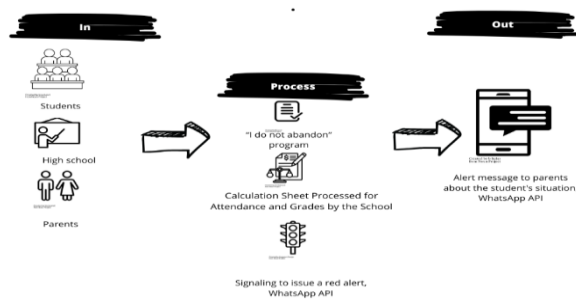 In
Students
High school
Parents
Process
“I do not abandon”
program
Calculation Sheet Processed for
Attendance and Grades by the School
Signaling to issue a red alert,
WhatsApp API
Out
Alert message to parents
about the student's situation
WhatsApp API